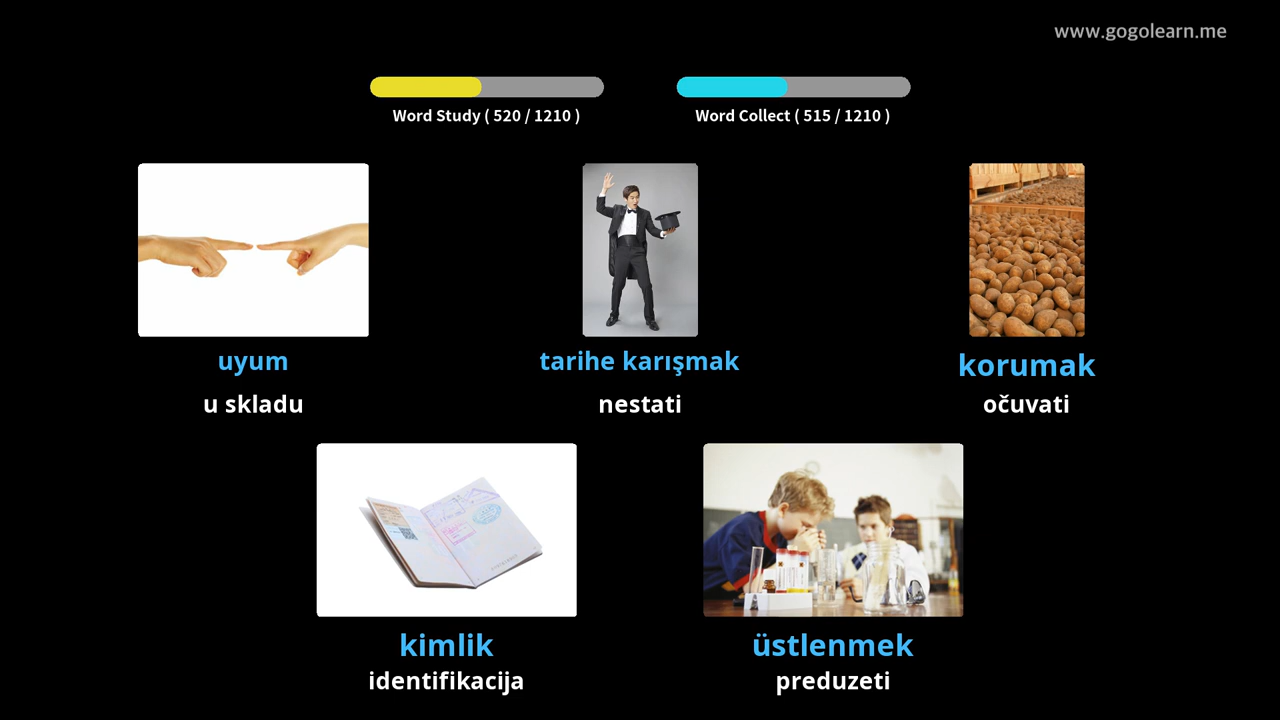 www.gogolearn.me
Word Study ( 520 / 1210 )
Word Collect ( 515 / 1210 )
uyum
tarihe karışmak
korumak
u skladu
nestati
očuvati
kimlik
üstlenmek
identifikacija
preduzeti